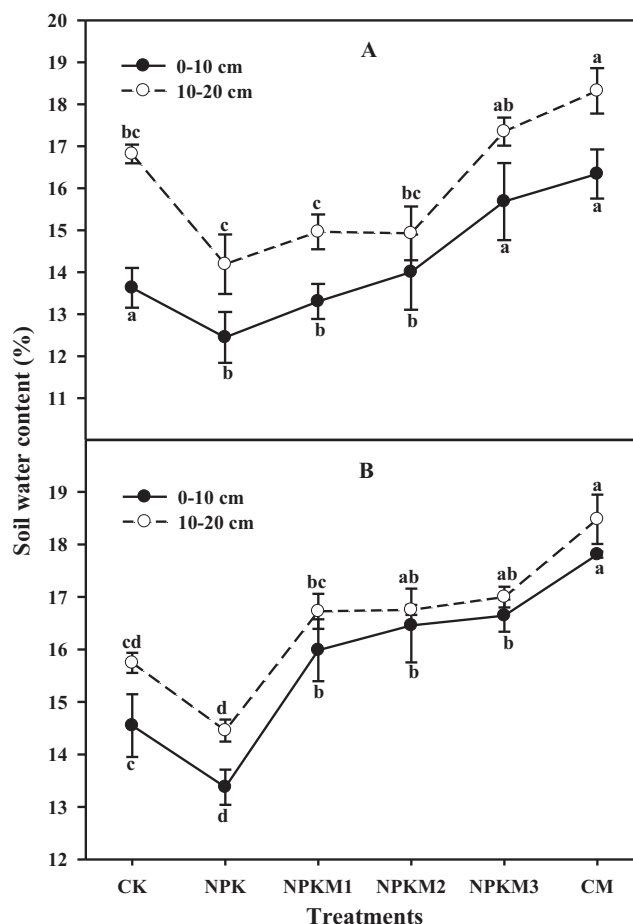 20
19
18
17
16
15
14
13
12
11
A
0-10 cm
10-20 cm
bc
c
c
bc
ab
a
a
b
b
b
a
a
Soil water content (%)
B
0-10 cm
10-20 cm
19
18
17
16
15
14
13
12
cd
d
bc
ab
ab
a
c
d
b
b
b
a
CK NPK NPKM1 NPKM2 NPKM3 CM
Treatments